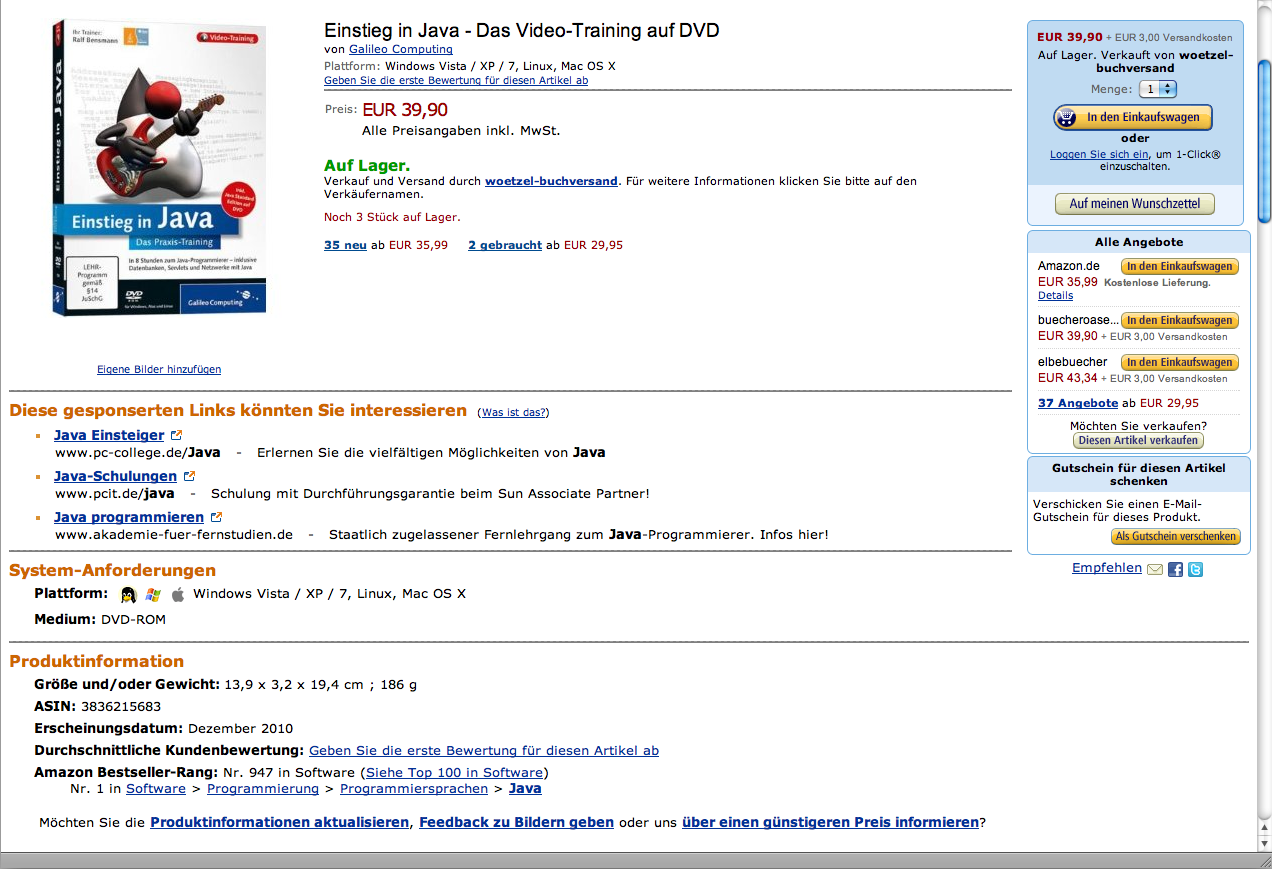 Ihr Trainer:
Ralf Bensmann
Video-Training
Einstieg in Java
inkl.
Java Standard
Edition auf
DVD
Einstieg in Java
Das Praxis-Training
LEHR-
Programm
gemäß
§14
JuSchG
In 8 Stunden zum Java-Programmierer – inklusive
Datenbanken, Servlets und Netzwerke mit Java
DVD
für Windows, Mac und Linux
Galileo Computing
Eigene Bilder hinzufügen
Einstieg in Java - Das Video-Training auf DVD
von Galileo Computing
Plattform: Windows Vista / XP / 7, Linux, Mac OS X
Geben Sie die erste Bewertung für diesen Artikel ab
Preis: EUR 39,90
Alle Preisangaben inkl. MwSt.
Auf Lager.
Verkauf und Versand durch woetzel-buchversand. Für weitere Informationen klicken Sie bitte auf den
Verkäufernamen.
Noch 3 Stück auf Lager.
35 neu ab EUR 35,99 2 gebraucht ab EUR 29,95
EUR 39,90 + EUR 3,00 Versandkosten
Auf Lager. Verkauft von woetzel-
buchversand
Menge: 1
In den Einkaufswagen
oder
Loggen Sie sich ein, um 1-Click®
einzuschalten.
Auf meinen Wunschzettel
Alle Angebote
Amazon.de In den Einkaufswagen
EUR 35,99 Kostenlose Lieferung.
Details
buecheroase... In den Einkaufswagen
EUR 39,90 + EUR 3,00 Versandkosten
elbebuecher In den Einkaufswagen
EUR 43,34 + EUR 3,00 Versandkosten
37 Angebote ab EUR 29,95
Möchten Sie verkaufen?
Diesen Artikel verkaufen
Gutschein für diesen Artikel
schenken
Verschicken Sie einen E-Mail-
Gutschein für dieses Produkt.
Als Gutschein verschenken
Empfehlen
Diese gesponserten Links könnten Sie interessieren (Was ist das?)
Java Einsteiger
www.pc-college.de/Java - Erlernen Sie die vielfältigen Möglichkeiten von Java
Java-Schulungen
www.pcit.de/java - Schulung mit Durchführungsgarantie beim Sun Associate Partner!
Java programmieren
www.akademie-fuer-fernstudien.de - Staatlich zugelassener Fernlehrgang zum Java-Programmierer. Infos hier!
System-Anforderungen
Plattform: Windows Vista / XP / 7, Linux, Mac OS X
Medium: DVD-ROM
Produktinformation
Größe und/oder Gewicht: 13,9 x 3,2 x 19,4 cm ; 186 g
ASIN: 3836215683
Erscheinungsdatum: Dezember 2010
Durchschnittliche Kundenbewertung: Geben Sie die erste Bewertung für diesen Artikel ab
Amazon Bestseller-Rang: Nr. 947 in Software (Siehe Top 100 in Software)
Nr. 1 in Software > Programmierung > Programmiersprachen > Java
Möchten Sie die Produktinformationen aktualisieren, Feedback zu Bildern geben oder uns über einen günstigeren Preis informieren?